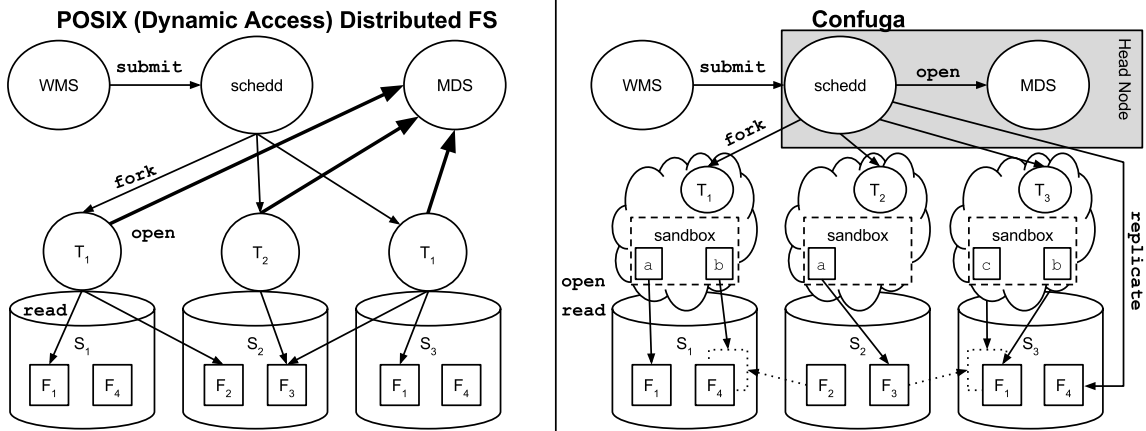 POSIX (Dynamic Access) Distributed FS
WMS
submit
schedd
MDS
fork
open
T1
T2
T1
read
S1
S2
S3
F1
F4
F2
F3
F1
F4
Confuga
WMS
submit
schedd
open
MDS
Head Node
fork
T1
T2
T3
sandbox
sandbox
sandbox
a
b
a
c
b
replicate
open
read
S1
S2
S3
F1
F4
F2
F3
F1
F4